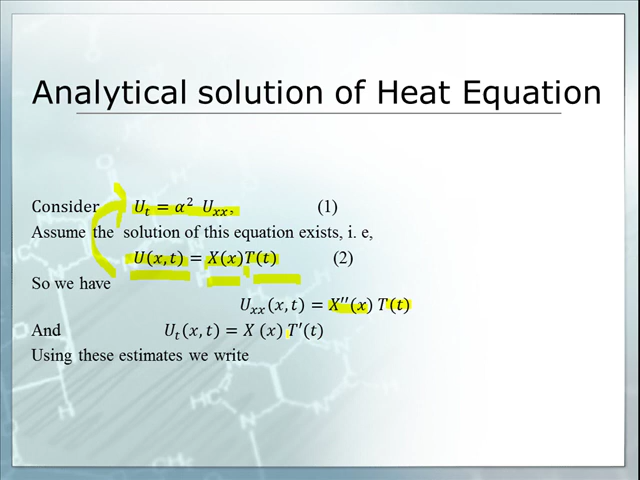 Analytical solution of Heat Equation
Consider U_t = α² U_xx, (1)
Assume the solution of this equation exists, i. e,
U(x, t) = X(x)T(t) (2)
So we have
U_xx(x, t) = X′′(x) T(t)
And U_t(x, t) = X (x) T′(t)
Using these estimates we write